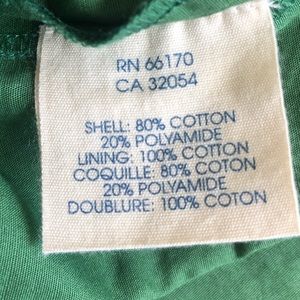 RN 66170
CA 32054
SHELL: 80% COTTON
20% POLYAMIDE
LINING: 100% COTTON
COQUILLE: 80% COTON
20% POLYAMIDE
DOUBLURE: 100% COTON